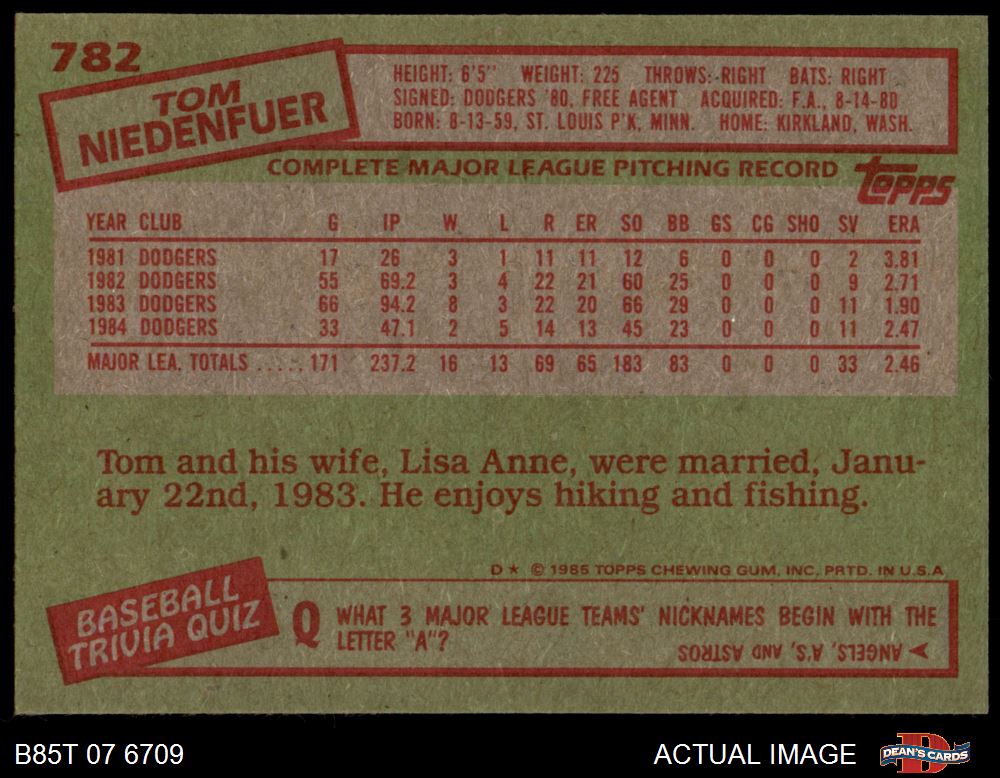 782
TOM
NIEDENFUER
HEIGHT: 6'5" WEIGHT: 225 THROWS: RIGHT BATS: RIGHT
SIGNED: DODGERS '80, FREE AGENT ACQUIRED: F.A., 8-14-80
BORN: 8-13-59, ST. LOUIS P'K, MINN. HOME: KIRKLAND, WASH.
COMPLETE MAJOR LEAGUE PITCHING RECORD
TOPPS
YEAR CLUB G IP W L R ER SO BB GS CG SHO SV ERA
1981 DODGERS 17 26 3 1 11 11 12 6 0 0 0 2 3.81
1982 DODGERS 55 69.2 3 4 22 21 60 25 0 0 0 9 2.71
1983 DODGERS 66 94.2 8 3 22 20 66 29 0 0 0 11 1.90
1984 DODGERS 33 47.1 2 5 14 13 45 23 0 0 0 11 2.47
MAJOR LEA. TOTALS ..... 171 237.2 16 13 69 65 183 83 0 0 0 33 2.46
Tom and his wife, Lisa Anne, were married, Janu-
ary 22nd, 1983. He enjoys hiking and fishing.
D★ © 1985 TOPPS CHEWING GUM, INC. PRTD. IN U.S.A
BASEBALL
TRIVIA QUIZ
Q WHAT 3 MAJOR LEAGUE TEAMS' NICKNAMES BEGIN WITH THE
LETTER "A"?
ANGELS, A'S, AND ASTROS
B85T 07 6709
ACTUAL IMAGE
D
DEAN'S CARDS